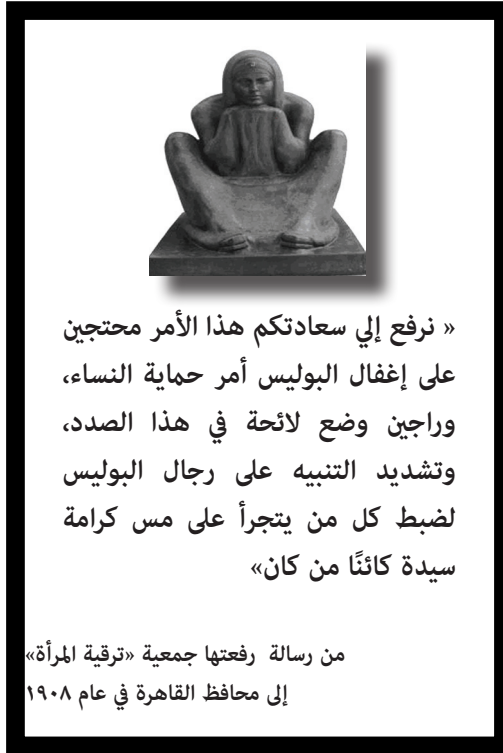 « نرفع إلي سعادتكم هذا الأمر محتجين
على إغفال البوليس أمر حماية النساء،
وراجين وضع لائحة في هذا الصدد،
وتشديد التنبيه على رجال البوليس
لضبط كل من يتجرأ على مس كرامة
سيدة كائنًا من كان»
من رسالة رفعتها جمعية «ترقية المرأة»
إلى محافظ القاهرة في عام ١٩٠٨